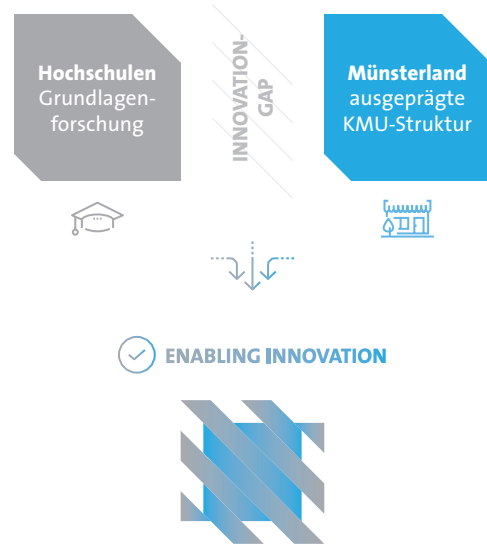 Hochschulen
Grundlagen-
forschung
INNOVATION-
GAP
Münsterland
ausgeprägte
KMU-Struktur
ENABLING INNOVATION